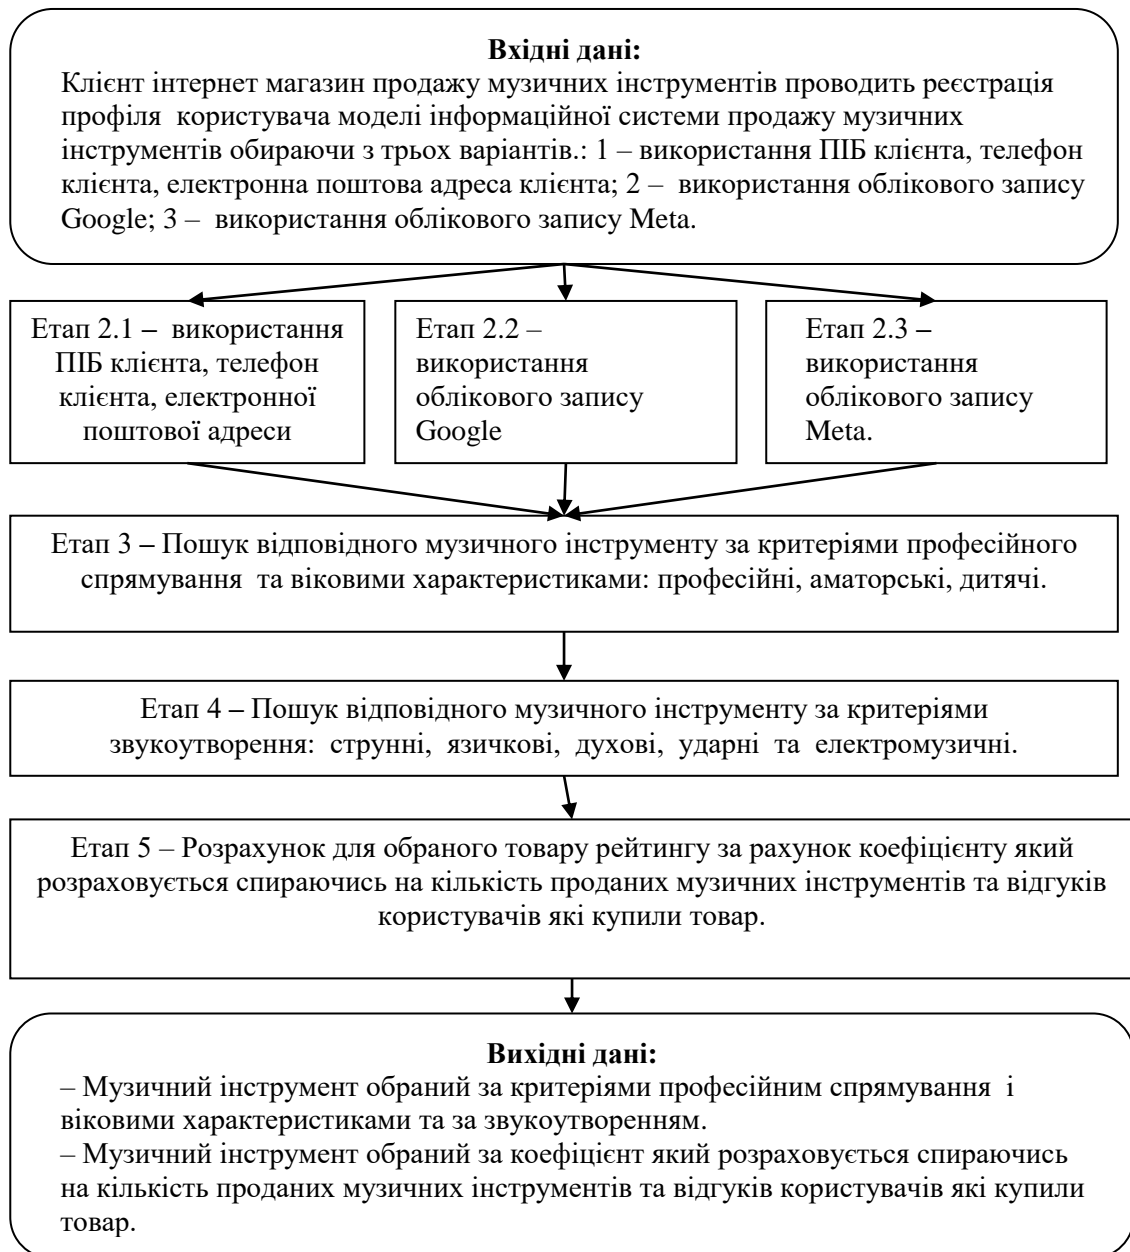 Вхідні дані:
Клієнт інтернет магазин продажу музичних інструментів проводить реєстрація
профіля користувача моделі інформаційної системи продажу музичних
інструментів обираючи з трьох варіантів.: 1 – використання ПІБ клієнта, телефон
клієнта, електронна поштова адреса клієнта; 2 – використання облікового запису
Google; 3 – використання облікового запису Meta.
Етап 2.1 – використання
ПІБ клієнта, телефон
клієнта, електронної
поштової адреси
Етап 2.2 –
використання
облікового запису
Google
Етап 2.3 –
використання
облікового запису
Meta.
Етап 3 – Пошук відповідного музичного інструменту за критеріями професійного
спрямування та віковими характеристиками: професійні, аматорські, дитячі.
Етап 4 – Пошук відповідного музичного інструменту за критеріями
звукоутворення: струнні, язичкові, духові, ударні та електромузичні.
Етап 5 – Розрахунок для обраного товару рейтингу за рахунок коефіцієнту який
розраховується спираючись на кількість проданих музичних інструментів та відгуків
користувачів які купили товар.
Вихідні дані:
– Музичний інструмент обраний за критеріями професійним спрямування і
віковими характеристиками та за звукоутворенням.
– Музичний інструмент обраний за коефіцієнт який розраховується спираючись
на кількість проданих музичних інструментів та відгуків користувачів які купили
товар.